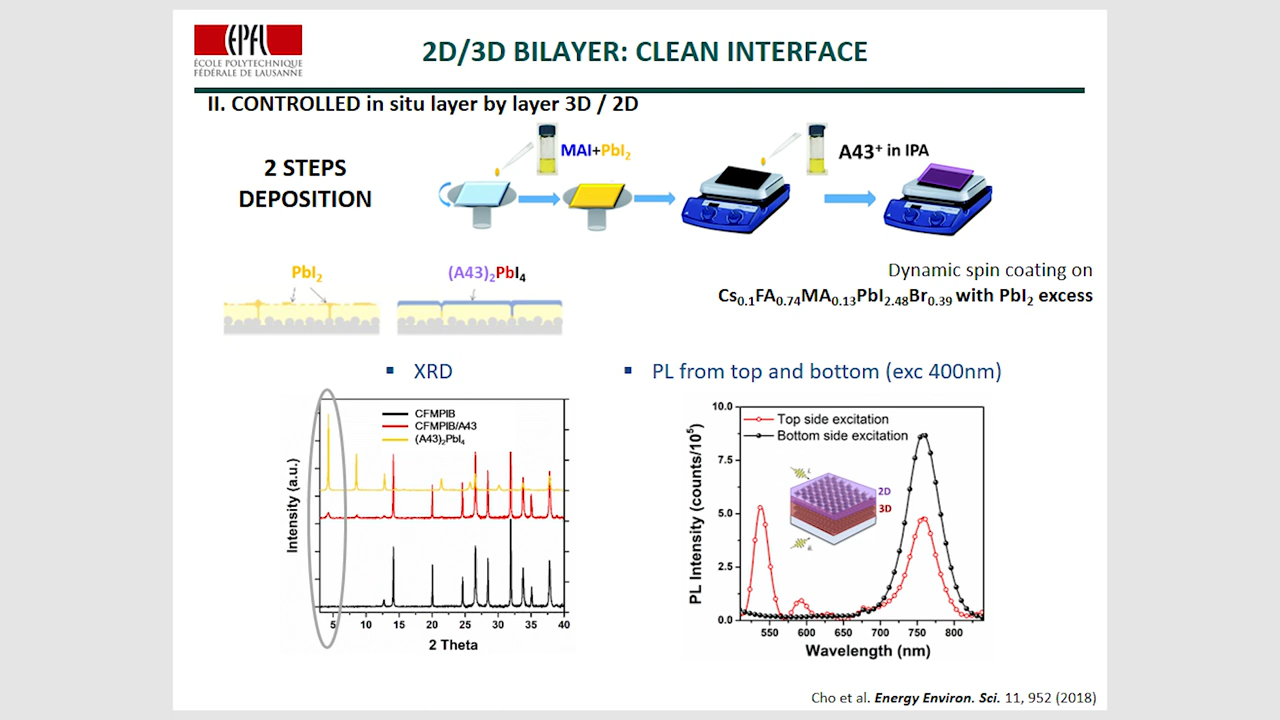 EPFL
ÉCOLE POLYTECHNIQUE
FÉDÉRALE DE LAUSANNE
2D/3D BILAYER: CLEAN INTERFACE
II. CONTROLLED in situ layer by layer 3D / 2D
2 STEPS
DEPOSITION
MAI+PbI₂
A43⁺ in IPA
PbI₂
(A43)₂PbI₄
Dynamic spin coating on
Cs₀.₁FA₀.₇₄MA₀.₁₃PbI₂.₄₈Br₀.₃₉ with PbI₂ excess
▪ XRD
▪ PL from top and bottom (exc 400nm)
CFMPIB
CFMPIB/A43
(A43)₂PbI₄
Intensity (a.u.)
5 10 15 20 25 30 35 40
2 Theta
10.0
7.5
5.0
2.5
0.0
PL Intensity (counts/10⁵)
Top side excitation
Bottom side excitation
2D
3D
550 600 650 700 750 800
Wavelength (nm)
Cho et al. Energy Environ. Sci. 11, 952 (2018)